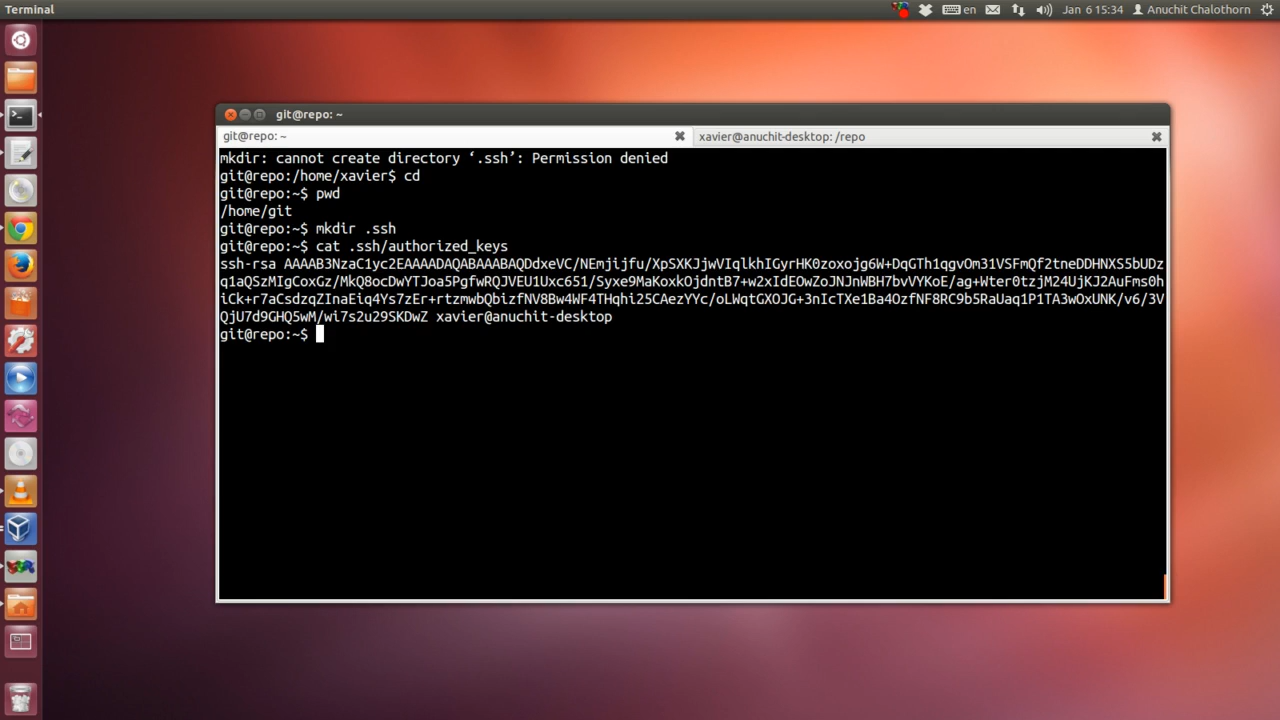 Terminal
en
Jan 6 15:34
Anuchit Chalothorn
git@repo: ~
git@repo: ~
xavier@anuchit-desktop: /repo
mkdir: cannot create directory ‘.ssh’: Permission denied
git@repo:/home/xavier$ cd
git@repo:~$ pwd
/home/git
git@repo:~$ mkdir .ssh
git@repo:~$ cat .ssh/authorized_keys
ssh-rsa AAAAB3NzaC1yc2EAAAADAQABAAABAQDdxeVC/NEmjijfu/XpSXKJjwVIqlkhIGyrHK0zoxojg6W+DqGTh1qgvOm31VSFmQf2tneDDHNXS5bUDz
q1aQSzMIgCoxGz/MkQ8ocDwYTJoa5PgfwRQJVEU1Uxc651/Syxe9MaKoxkOjdntB7+w2xIdEOwZoJNJnWBH7bvVYKoE/ag+Wter0tzjM24UjKJ2AuFms0h
iCk+r7aCsdzqZInaEiq4Ys7zEr+rtzmwbQbizfNV8Bw4WF4THqhi25CAezYYc/oLWqtGXOJG+3nIcTXe1Ba4OzfNF8RC9b5RaUaq1P1TA3wOxUNK/v6/3V
QjU7d9GHQ5wM/wi7s2u29SKDwZ xavier@anuchit-desktop
git@repo:~$